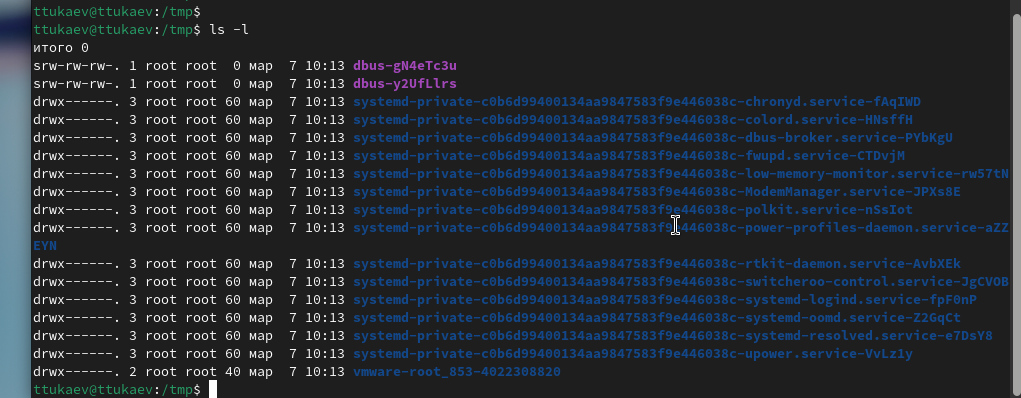 ttukaev@ttukaev:/tmp$
ttukaev@ttukaev:/tmp$ ls -l
итого 0
srw-rw-rw-. 1 root root  0 мар  7 10:13 dbus-gN4eTc3u
srw-rw-rw-. 1 root root  0 мар  7 10:13 dbus-y2UfLlrs
drwx------. 3 root root 60 мар  7 10:13 systemd-private-c0b6d99400134aa9847583f9e446038c-chronyd.service-fAqIWD
drwx------. 3 root root 60 мар  7 10:13 systemd-private-c0b6d99400134aa9847583f9e446038c-colord.service-HNsffH
drwx------. 3 root root 60 мар  7 10:13 systemd-private-c0b6d99400134aa9847583f9e446038c-dbus-broker.service-PYbKgU
drwx------. 3 root root 60 мар  7 10:13 systemd-private-c0b6d99400134aa9847583f9e446038c-fwupd.service-CTDvjM
drwx------. 3 root root 60 мар  7 10:13 systemd-private-c0b6d99400134aa9847583f9e446038c-low-memory-monitor.service-rw57tN
drwx------. 3 root root 60 мар  7 10:13 systemd-private-c0b6d99400134aa9847583f9e446038c-ModemManager.service-JPXs8E
drwx------. 3 root root 60 мар  7 10:13 systemd-private-c0b6d99400134aa9847583f9e446038c-polkit.service-nSsIot
drwx------. 3 root root 60 мар  7 10:13 systemd-private-c0b6d99400134aa9847583f9e446038c-power-profiles-daemon.service-aZZ
EYN
drwx------. 3 root root 60 мар  7 10:13 systemd-private-c0b6d99400134aa9847583f9e446038c-rtkit-daemon.service-AvbXEk
drwx------. 3 root root 60 мар  7 10:13 systemd-private-c0b6d99400134aa9847583f9e446038c-switcheroo-control.service-JgCVOB
drwx------. 3 root root 60 мар  7 10:13 systemd-private-c0b6d99400134aa9847583f9e446038c-systemd-logind.service-fpF0nP
drwx------. 3 root root 60 мар  7 10:13 systemd-private-c0b6d99400134aa9847583f9e446038c-systemd-oomd.service-Z2GqCt
drwx------. 3 root root 60 мар  7 10:13 systemd-private-c0b6d99400134aa9847583f9e446038c-systemd-resolved.service-e7DsY8
drwx------. 3 root root 60 мар  7 10:13 systemd-private-c0b6d99400134aa9847583f9e446038c-upower.service-VvLz1y
drwx------. 2 root root 40 мар  7 10:13 vmware-root_853-4022308820
ttukaev@ttukaev:/tmp$